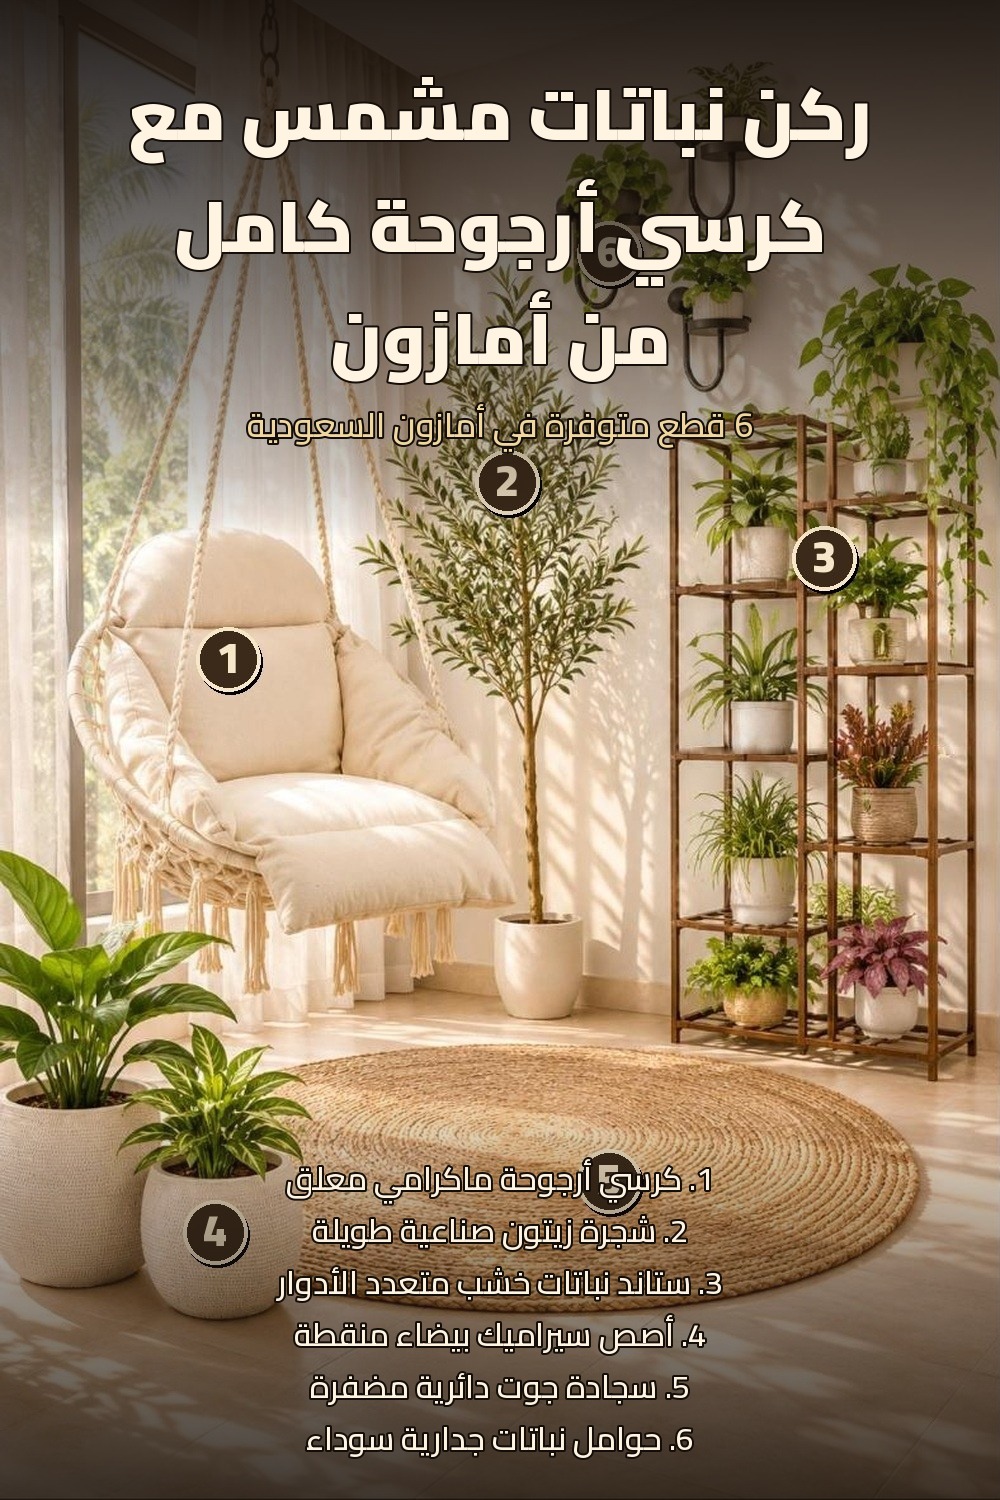 ركن نباتات مشمس مع
كرسي أرجوحة كامل
من أمازون
6 قطع متوفرة في أمازون السعودية
6
2
3
1
5
4
1. كرسي أرجوحة ماكرامي معلق
2. شجرة زيتون صناعية طويلة
3. ستاند نباتات خشب متعدد الأدوار
4. أصص سيراميك بيضاء منقطة
5. سجادة جوت دائرية مضفرة
6. حوامل نباتات جدارية سوداء